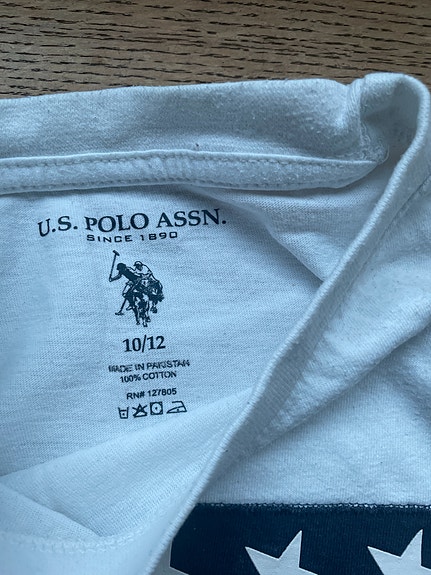 U.S. POLO ASSN.
SINCE 1890
10/12
MADE IN PAKISTAN
100% COTTON
RN# 127805